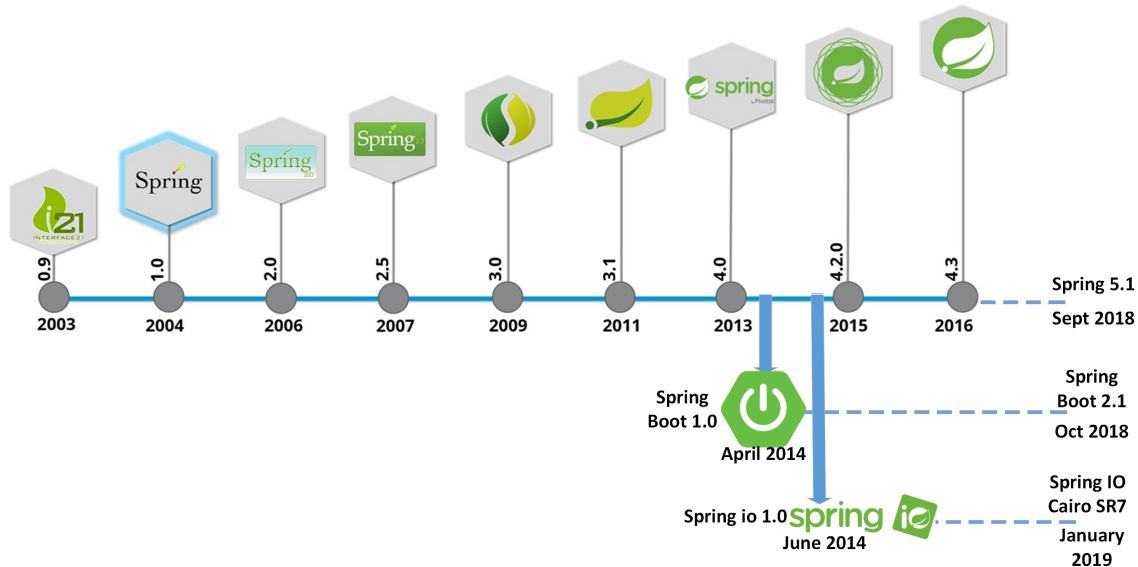 i21
INTERFACE21
Spring
Spring
2.0
Spring 2.5
spring
by Pivotal
0.9
1.0
2.0
2.5
3.0
3.1
4.0
4.2.0
4.3
2003
2004
2006
2007
2009
2011
2013
2015
2016
Spring 5.1
Sept 2018
Spring
Boot 1.0
April 2014
Spring
Boot 2.1
Oct 2018
Spring io 1.0
spring io
June 2014
Spring IO
Cairo SR7
January
2019